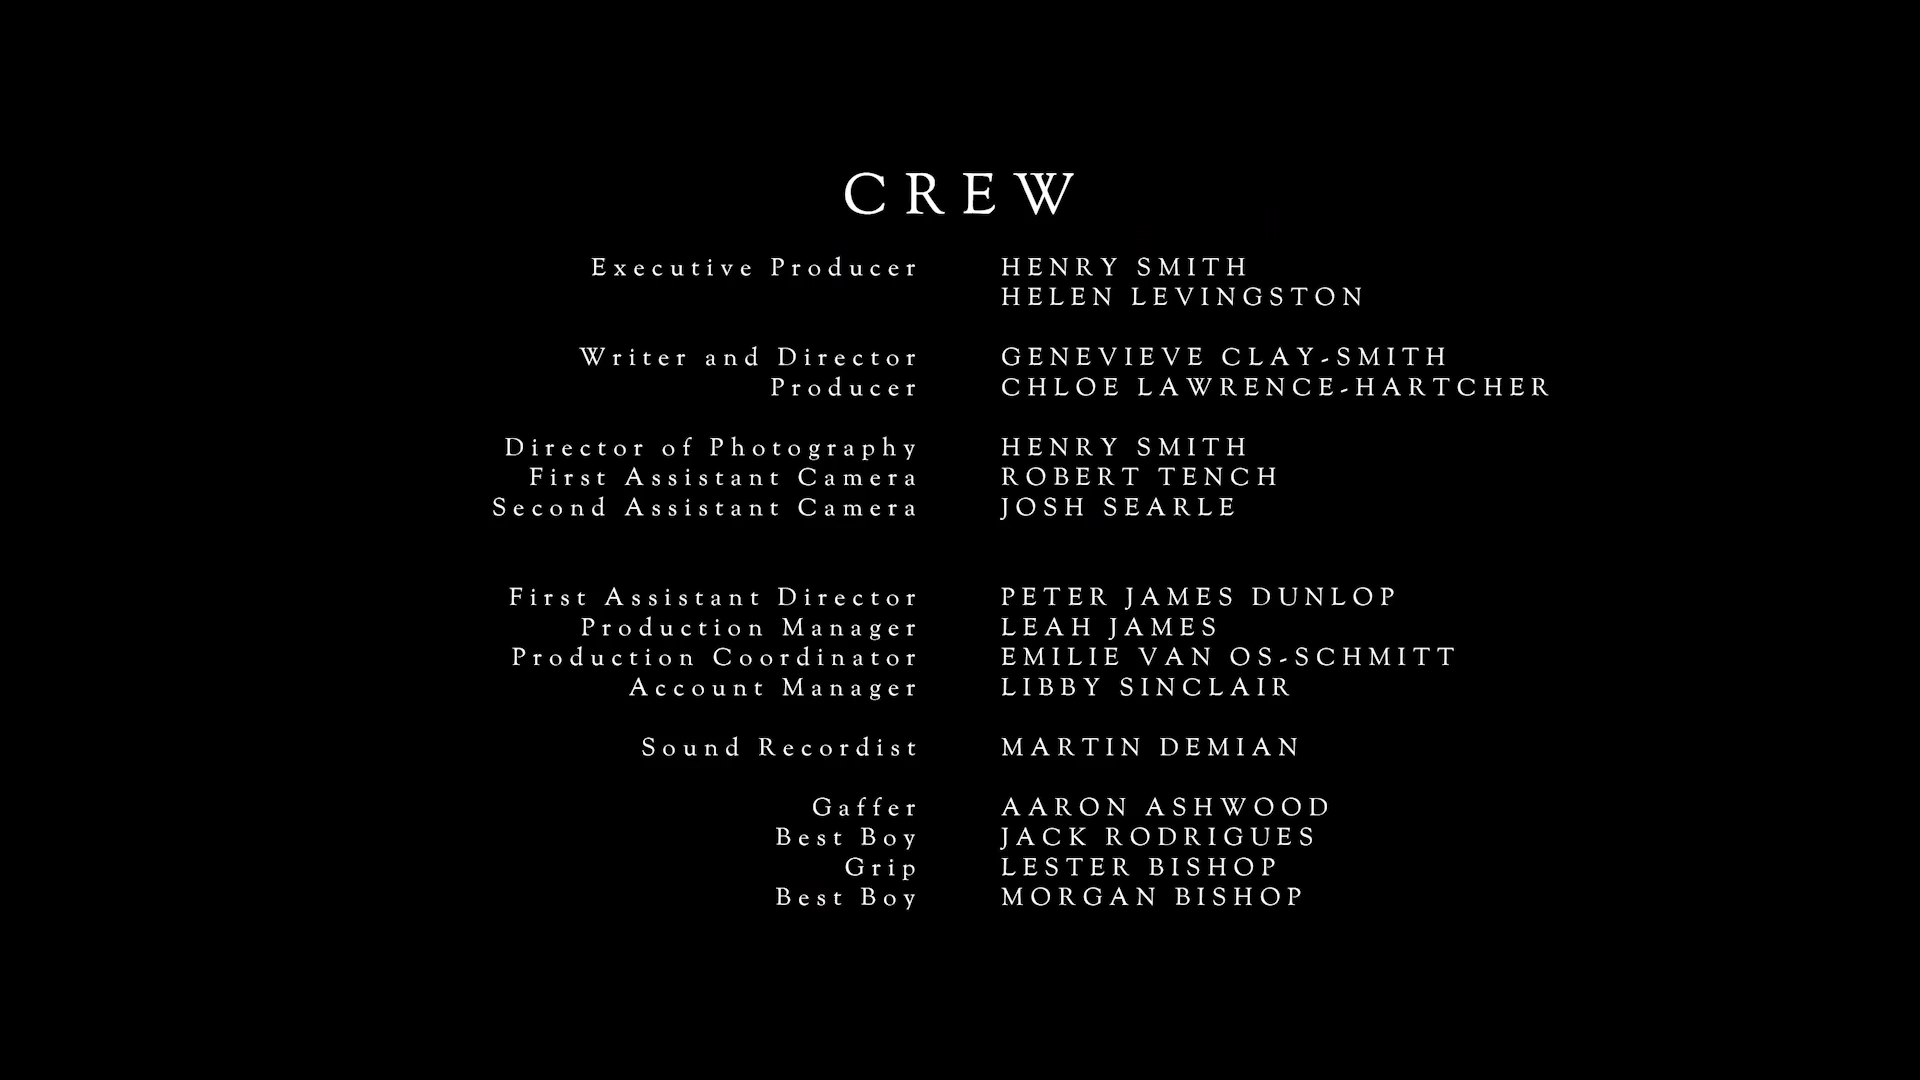 CREW
Executive Producer HENRY SMITH
HELEN LEVINGSTON
Writer and Director GENEVIEVE CLAY-SMITH
Producer CHLOE LAWRENCE-HARTCHER
Director of Photography HENRY SMITH
First Assistant Camera ROBERT TENCH
Second Assistant Camera JOSH SEARLE
First Assistant Director PETER JAMES DUNLOP
Production Manager LEAH JAMES
Production Coordinator EMILIE VAN OS-SCHMITT
Account Manager LIBBY SINCLAIR
Sound Recordist MARTIN DEMIAN
Gaffer AARON ASHWOOD
Best Boy JACK RODRIGUES
Grip LESTER BISHOP
Best Boy MORGAN BISHOP